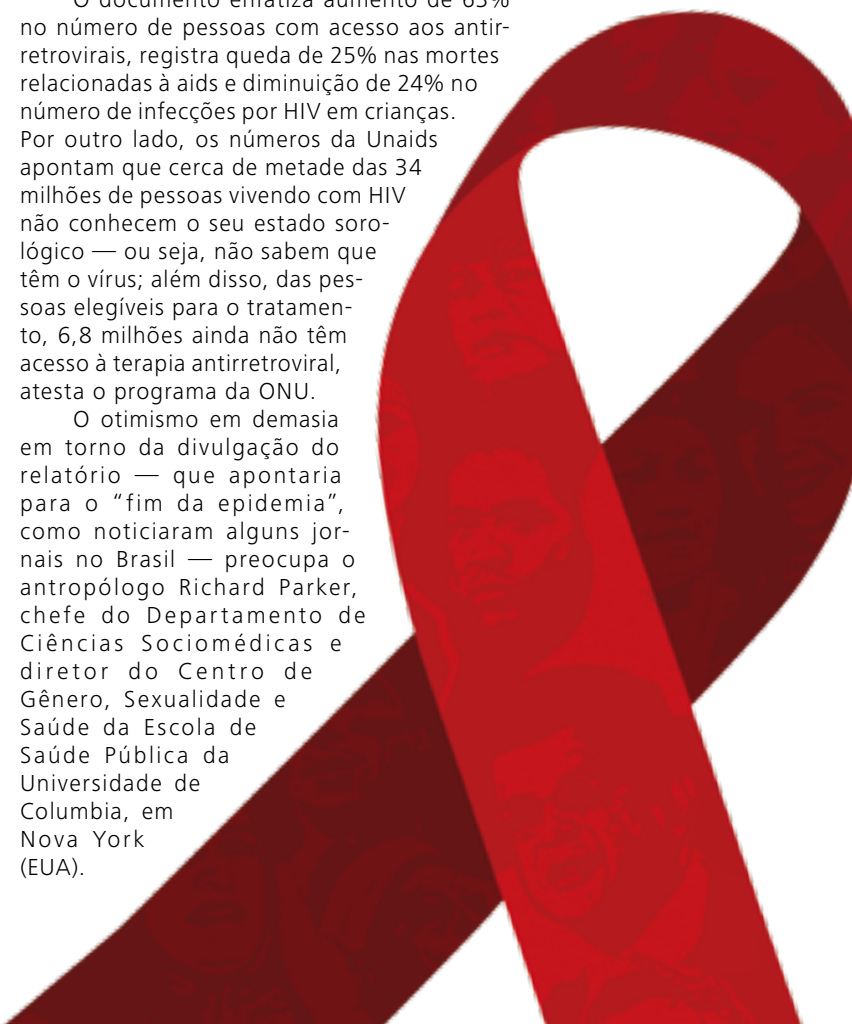 O documento enfatiza aumento de 63%
no número de pessoas com acesso aos antir-
retrovirais, registra queda de 25% nas mortes
relacionadas à aids e diminuição de 24% no
número de infecções por HIV em crianças.
Por outro lado, os números da Unaids
apontam que cerca de metade das 34
milhões de pessoas vivendo com HIV
não conhecem o seu estado soro-
lógico — ou seja, não sabem que
têm o vírus; além disso, das pes-
soas elegíveis para o tratamen-
to, 6,8 milhões ainda não têm
acesso à terapia antirretroviral,
atesta o programa da ONU.
O otimismo em demasia
em torno da divulgação do
relatório — que apontaria
para o “fim da epidemia”,
como noticiaram alguns jor-
nais no Brasil — preocupa o
antropólogo Richard Parker,
chefe do Departamento de
Ciências Sociomédicas e
diretor do Centro de
Gênero, Sexualidade e
Saúde da Escola de
Saúde Pública da
Universidade de
Columbia, em
Nova York
(EUA).